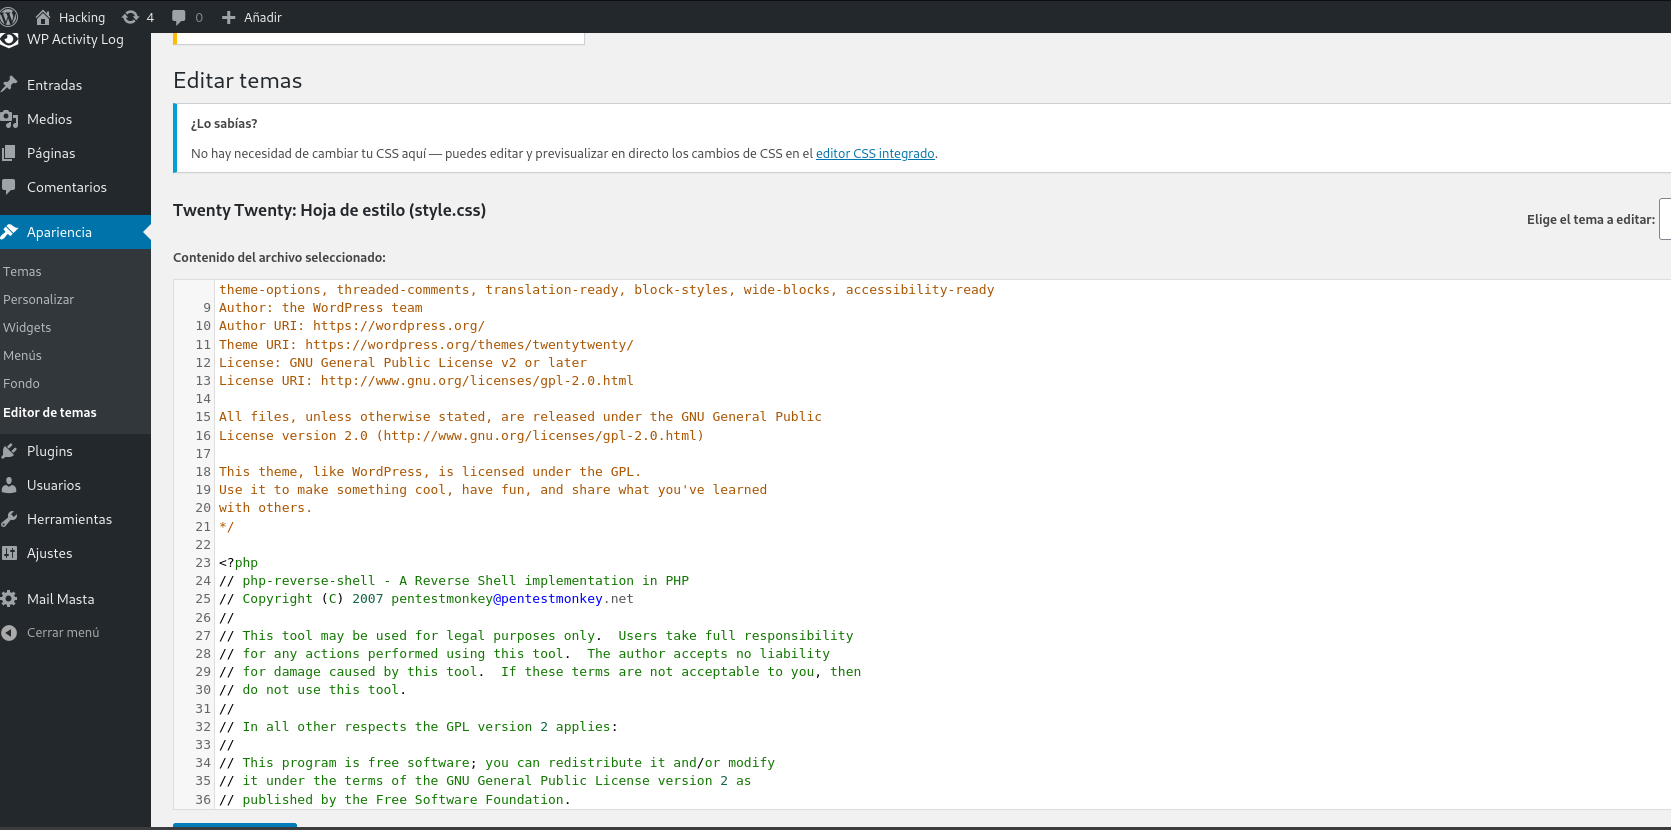 Hacking
4
0
Añadir
WP Activity Log
Entradas
Medios
Páginas
Comentarios
Apariencia
Temas
Personalizar
Widgets
Menús
Fondo
Editor de temas
Plugins
Usuarios
Herramientas
Ajustes
Mail Masta
Cerrar menú
Editar temas
¿Lo sabías?
No hay necesidad de cambiar tu CSS aquí — puedes editar y previsualizar en directo los cambios de CSS en el editor CSS integrado.
Twenty Twenty: Hoja de estilo (style.css)
Elige el tema a editar:
Contenido del archivo seleccionado:
theme-options, threaded-comments, translation-ready, block-styles, wide-blocks, accessibility-ready
9 Author: the WordPress team
10 Author URI: https://wordpress.org/
11 Theme URI: https://wordpress.org/themes/twentytwenty/
12 License: GNU General Public License v2 or later
13 License URI: http://www.gnu.org/licenses/gpl-2.0.html
14
15 All files, unless otherwise stated, are released under the GNU General Public
16 License version 2.0 (http://www.gnu.org/licenses/gpl-2.0.html)
17
18 This theme, like WordPress, is licensed under the GPL.
19 Use it to make something cool, have fun, and share what you've learned
20 with others.
21 */
22
23 <?php
24 // php-reverse-shell - A Reverse Shell implementation in PHP
25 // Copyright (C) 2007 pentestmonkey@pentestmonkey.net
26 //
27 // This tool may be used for legal purposes only.  Users take full responsibility
28 // for any actions performed using this tool.  The author accepts no liability
29 // for damage caused by this tool.  If these terms are not acceptable to you, then
30 // do not use this tool.
31 //
32 // In all other respects the GPL version 2 applies:
33 //
34 // This program is free software; you can redistribute it and/or modify
35 // it under the terms of the GNU General Public License version 2 as
36 // published by the Free Software Foundation.